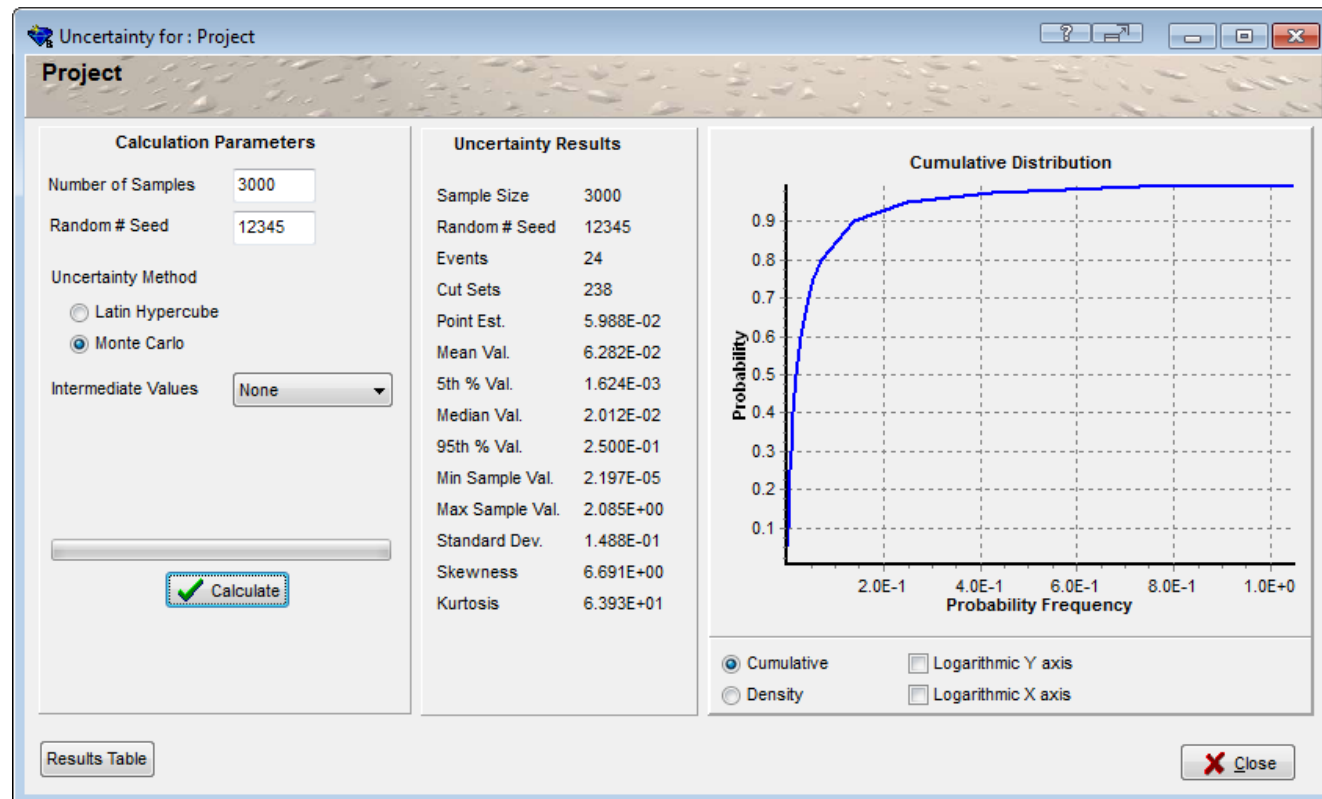 Uncertainty for : Project
Project
Calculation Parameters
Number of Samples 3000
Random # Seed 12345
Uncertainty Method
Latin Hypercube
Monte Carlo
Intermediate Values None
Calculate
Uncertainty Results
Sample Size 3000
Random # Seed 12345
Events 24
Cut Sets 238
Point Est. 5.988E-02
Mean Val. 6.282E-02
5th % Val. 1.624E-03
Median Val. 2.012E-02
95th % Val. 2.500E-01
Min Sample Val. 2.197E-05
Max Sample Val. 2.085E+00
Standard Dev. 1.488E-01
Skewness 6.691E+00
Kurtosis 6.393E+01
Cumulative Distribution
Probability
0.9
0.8
0.7
0.6
0.5
0.4
0.3
0.2
0.1
2.0E-1 4.0E-1 6.0E-1 8.0E-1 1.0E+0
Probability Frequency
Cumulative Logarithmic Y axis
Density Logarithmic X axis
Results Table
Close